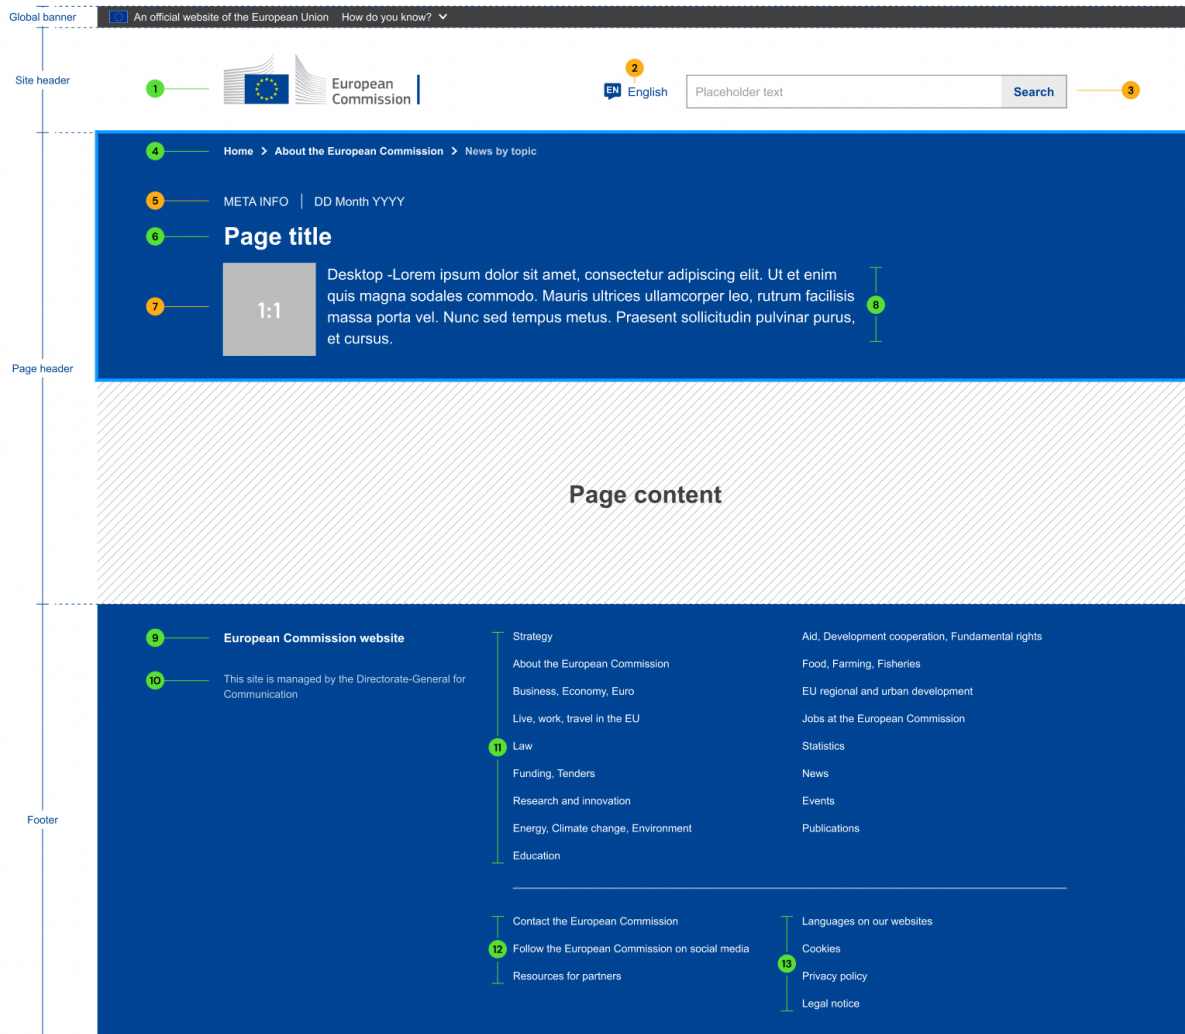 Global banner
An official website of the European Union How do you know?
Site header
1
European
Commission
2
EN English
Placeholder text
Search
3
4
Home > About the European Commission > News by topic
5
META INFO | DD Month YYYY
6
Page title
7
1:1
Desktop -Lorem ipsum dolor sit amet, consectetur adipiscing elit. Ut et enim
quis magna sodales commodo. Mauris ultrices ullamcorper leo, rutrum facilisis
massa porta vel. Nunc sed tempus metus. Praesent sollicitudin pulvinar purus,
et cursus.
8
Page header
Page content
9
European Commission website
10
This site is managed by the Directorate-General for
Communication
11
Strategy
About the European Commission
Business, Economy, Euro
Live, work, travel in the EU
Law
Funding, Tenders
Research and innovation
Energy, Climate change, Environment
Education
Aid, Development cooperation, Fundamental rights
Food, Farming, Fisheries
EU regional and urban development
Jobs at the European Commission
Statistics
News
Events
Publications
Footer
12
Contact the European Commission
Follow the European Commission on social media
Resources for partners
13
Languages on our websites
Cookies
Privacy policy
Legal notice